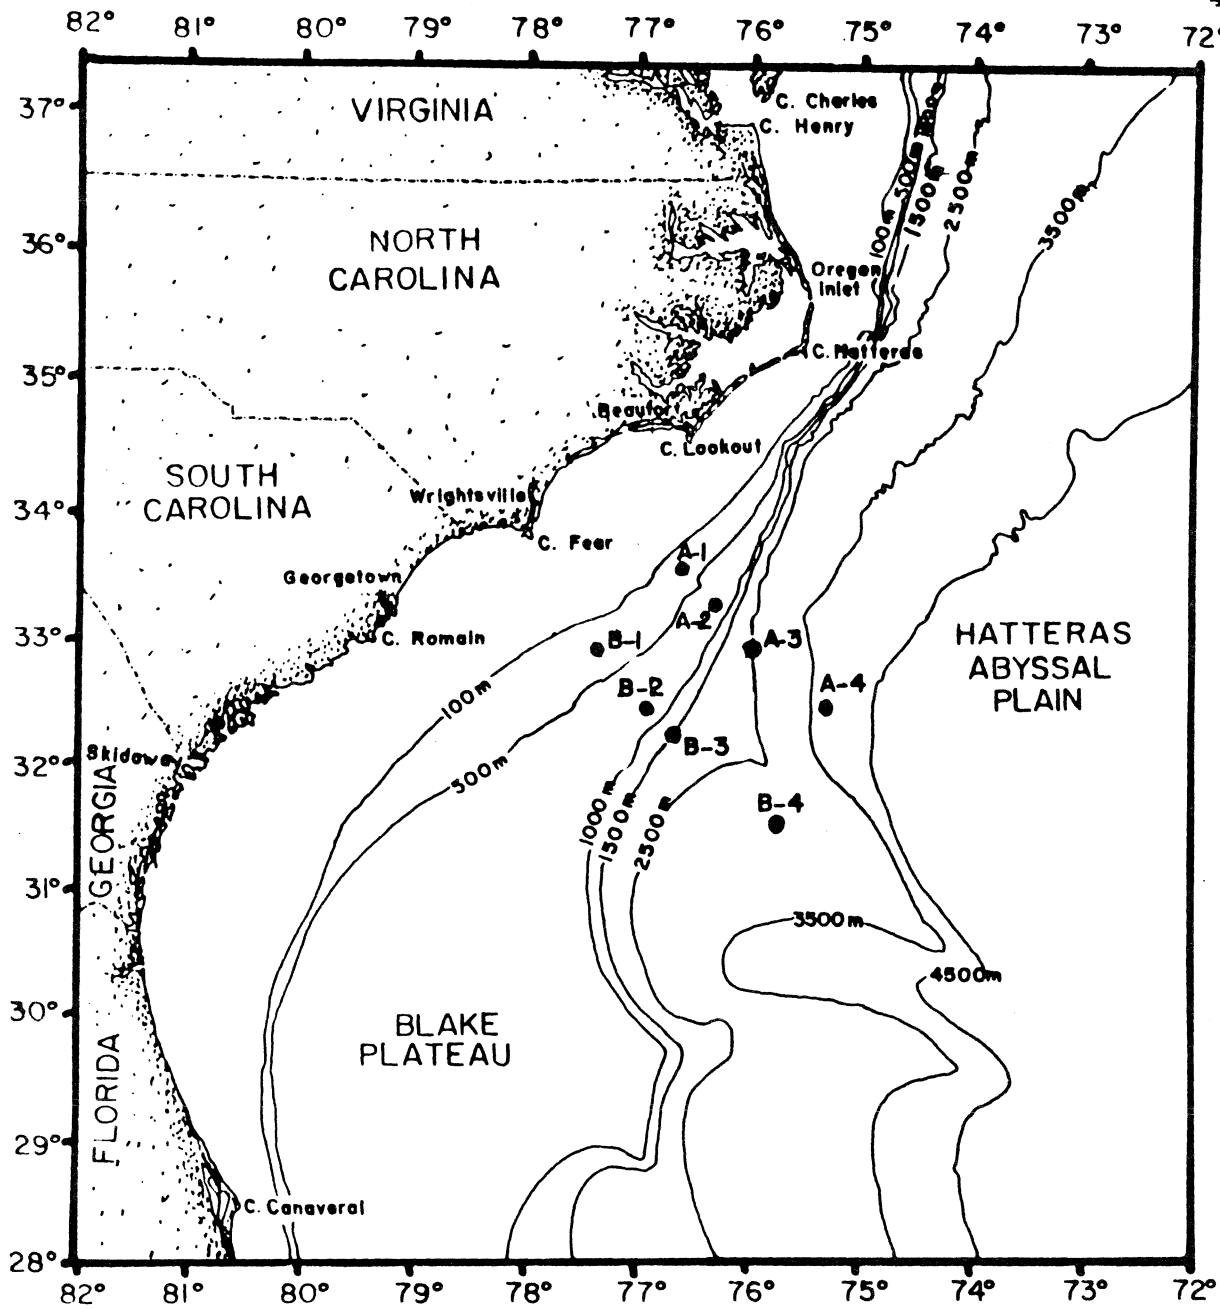 82° 81° 80° 79° 78° 77° 76° 75° 74° 73° 72°
37°
VIRGINIA
C. Charles
C. Henry
100m
500m
1500m
2500m
3500m
36°
NORTH
CAROLINA
Oregon
Inlet
35°
C. Hatteras
Beaufort
C. Lookout
SOUTH
CAROLINA
34°
Wrightsville
C. Fear
A-1
Georgetown
A-2
33°
C. Romain
B-1
A-3
HATTERAS
ABYSSAL
PLAIN
B-2
A-4
100m
B-3
32°
Skidaway
500m
B-4
1000m
1500m
2500m
GEORGIA
31°
3500m
4500m
30°
BLAKE
PLATEAU
FLORIDA
29°
C. Canaveral
28°
82° 81° 80° 79° 78° 77° 76° 75° 74° 73° 72°